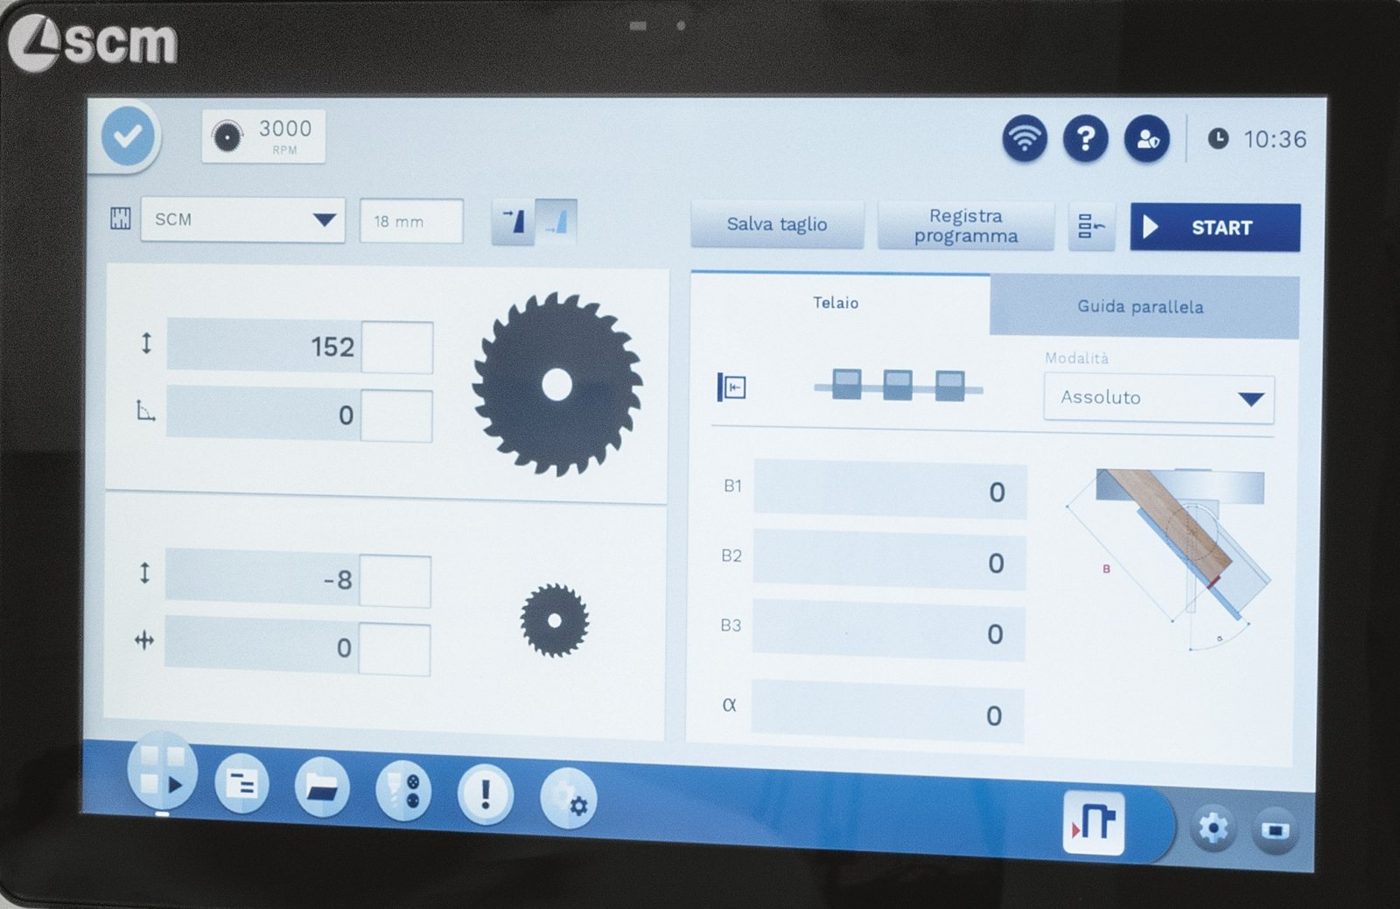 scm
3000
RPM
10:36
SCM
18 mm
Salva taglio
Registra
programma
START
152
0
-8
0
Telaio
Guida parallela
Modalità
Assoluto
B1
0
B2
0
B3
0
α
0
B
α